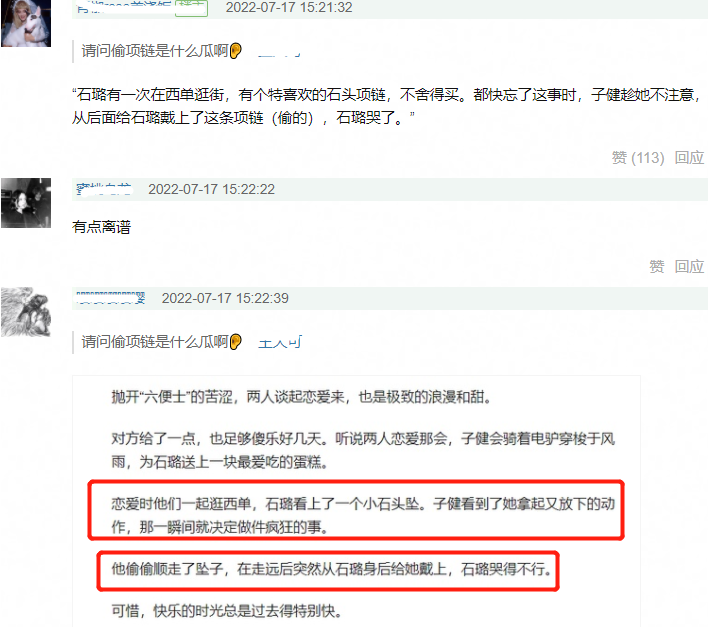 2022-07-17 15:21:32
请问偷项链是什么瓜啊👂
“石璐有一次在西单逛街，有个特喜欢的石头项链，不舍得买。都快忘了这事时，子健趁她不注意，
从后面给石璐戴上了这条项链（偷的），石璐哭了。”
赞 (113) 回应
2022-07-17 15:22:22
有点离谱
赞 回应
2022-07-17 15:22:39
请问偷项链是什么瓜啊👂
抛开“六便士”的苦涩，两人谈起恋爱来，也是极致的浪漫和甜。
对方给了一点，也足够傻乐好几天。听说两人恋爱那会，子健会骑着电驴穿梭于风
雨，为石璐送上一块最爱吃的蛋糕。
恋爱时他们一起逛西单，石璐看上了一个小石头坠。子健看到了她拿起又放下的动
作，那一瞬间就决定做件疯狂的事。
他偷偷顺走了坠子，在走远后突然从石璐身后给她戴上，石璐哭得不行。
可惜，快乐的时光总是过去得特别快。